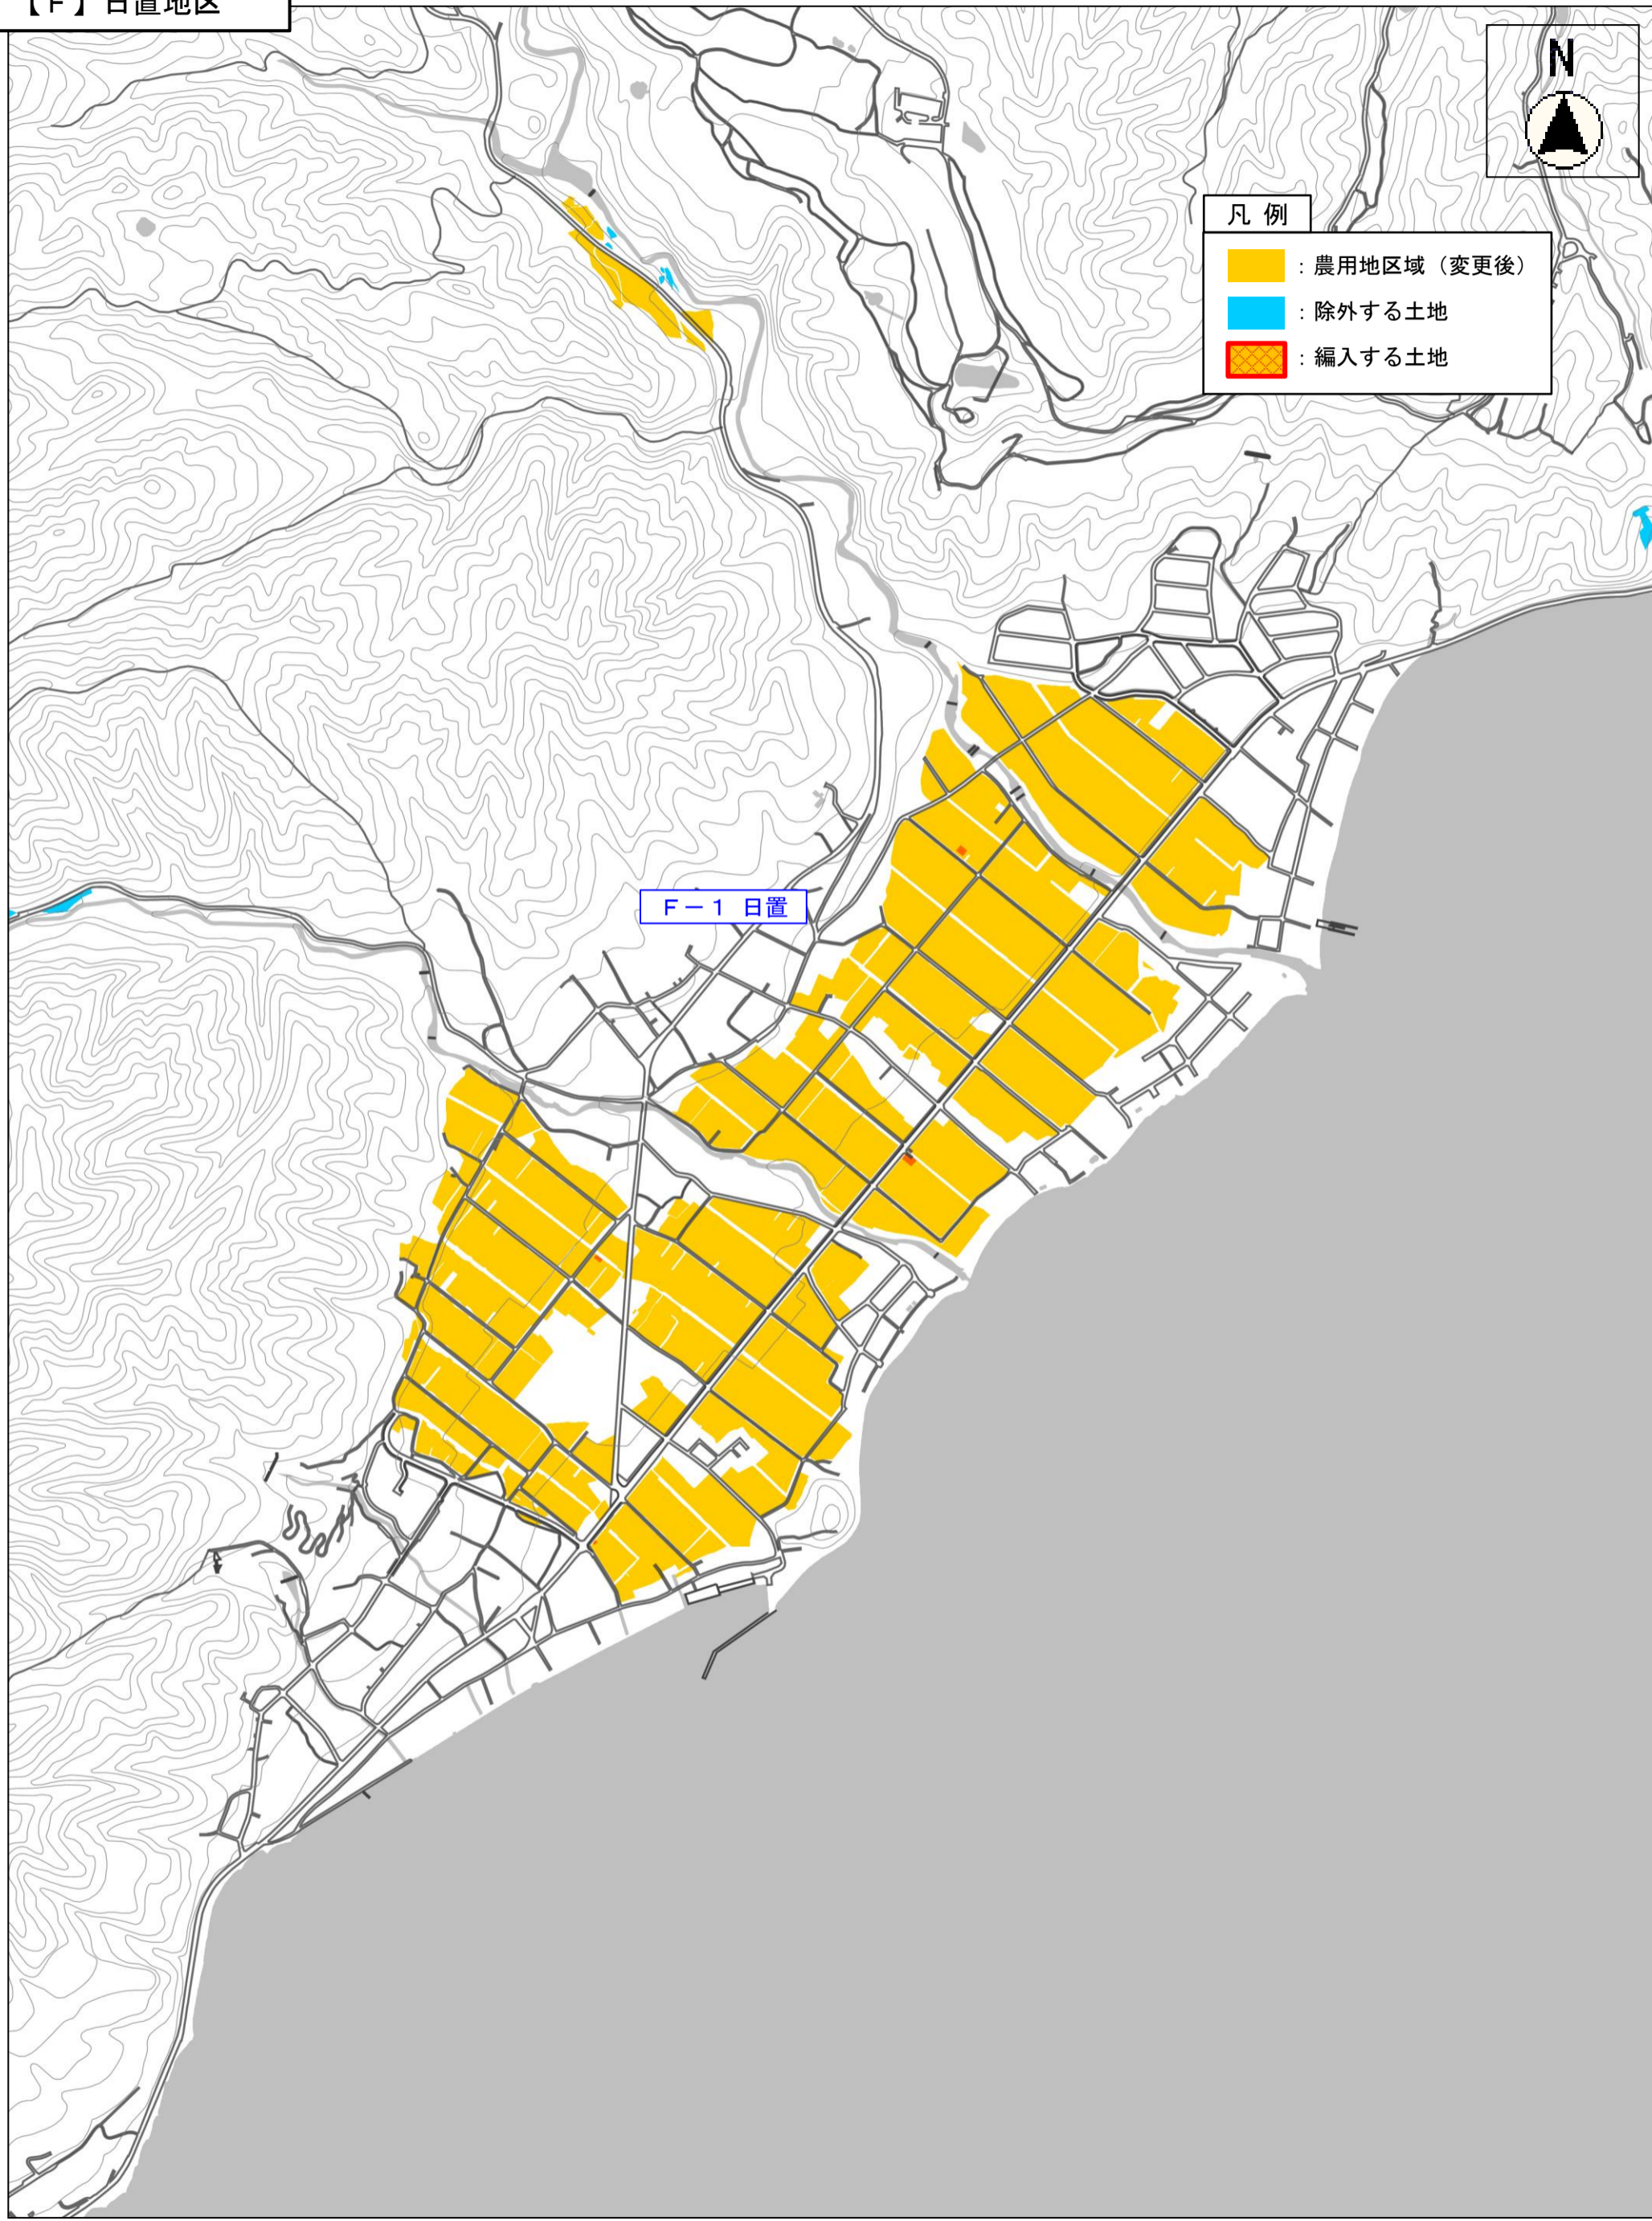 【F】日置地区
N
凡 例
：農用地区域（変更後）
：除外する土地
：編入する土地
F－1 日置